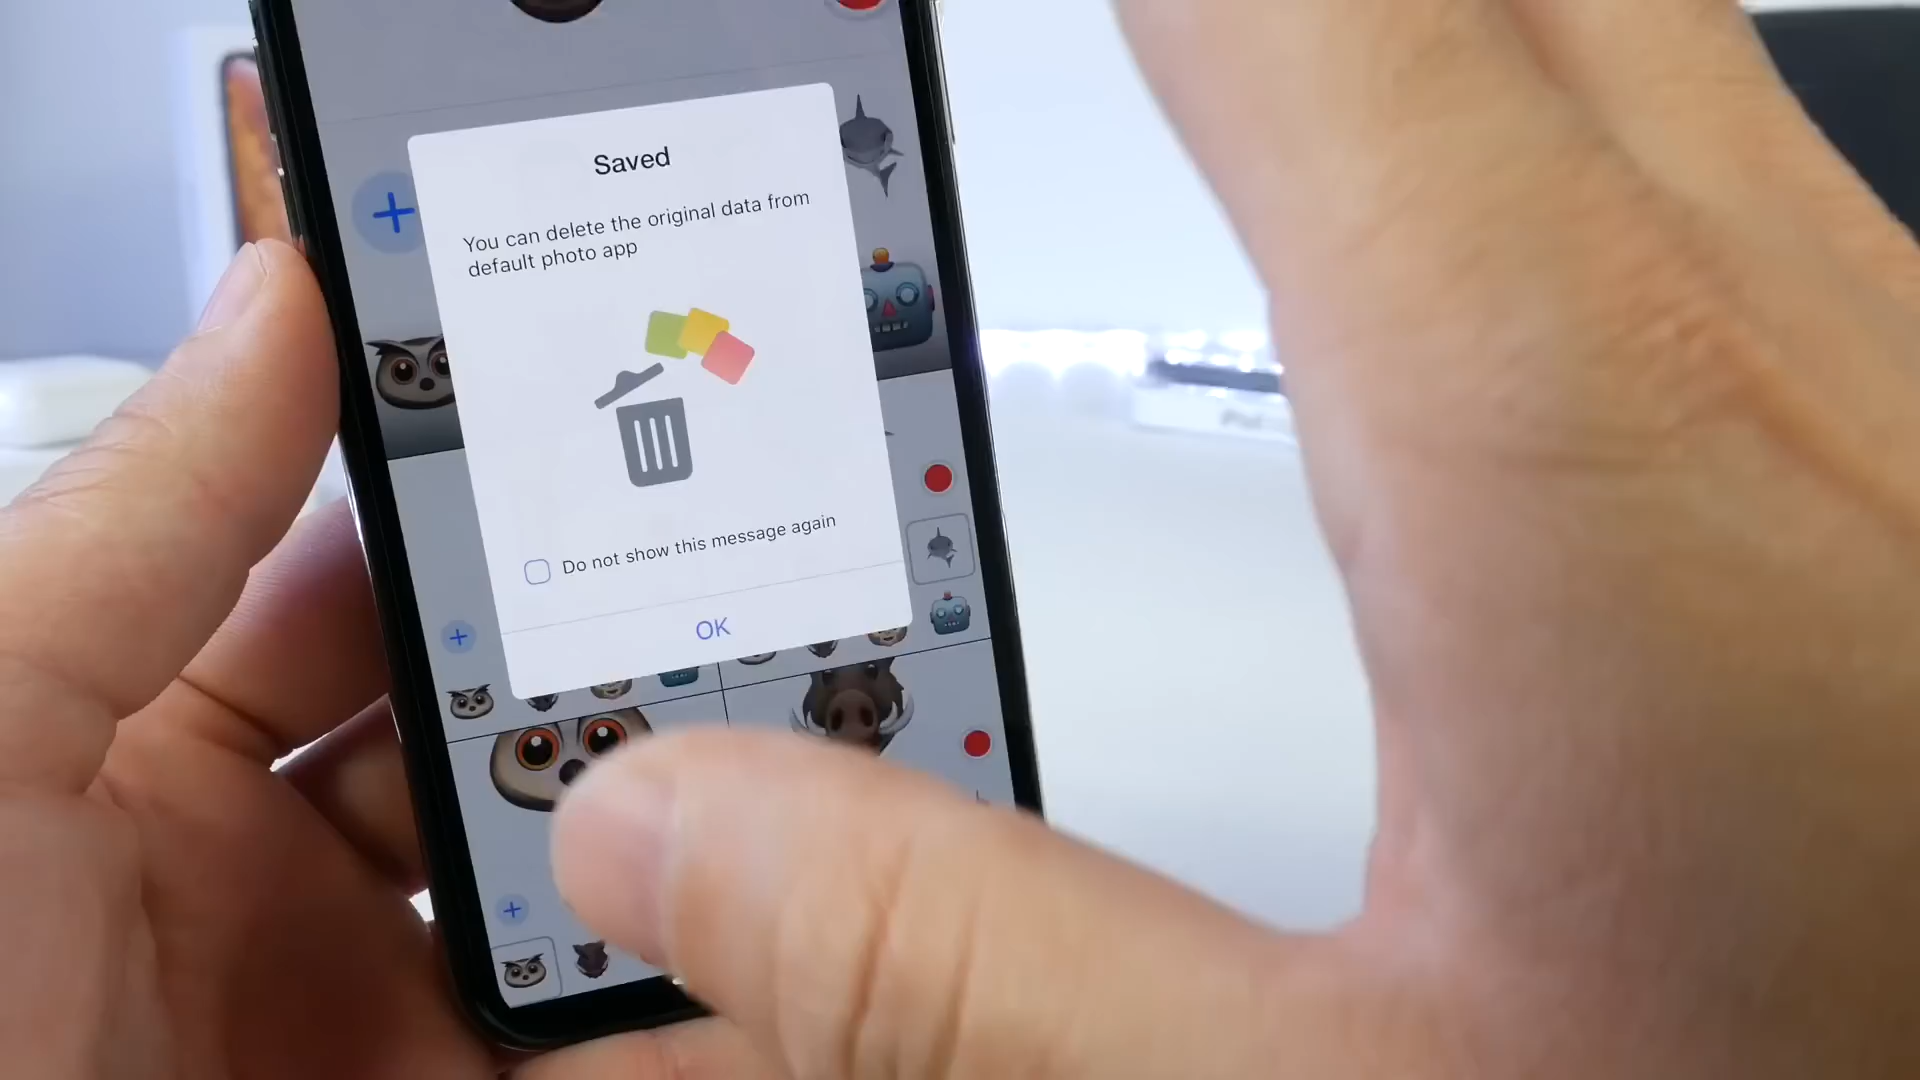 Saved
You can delete the original data from
default photo app
Do not show this message again
OK